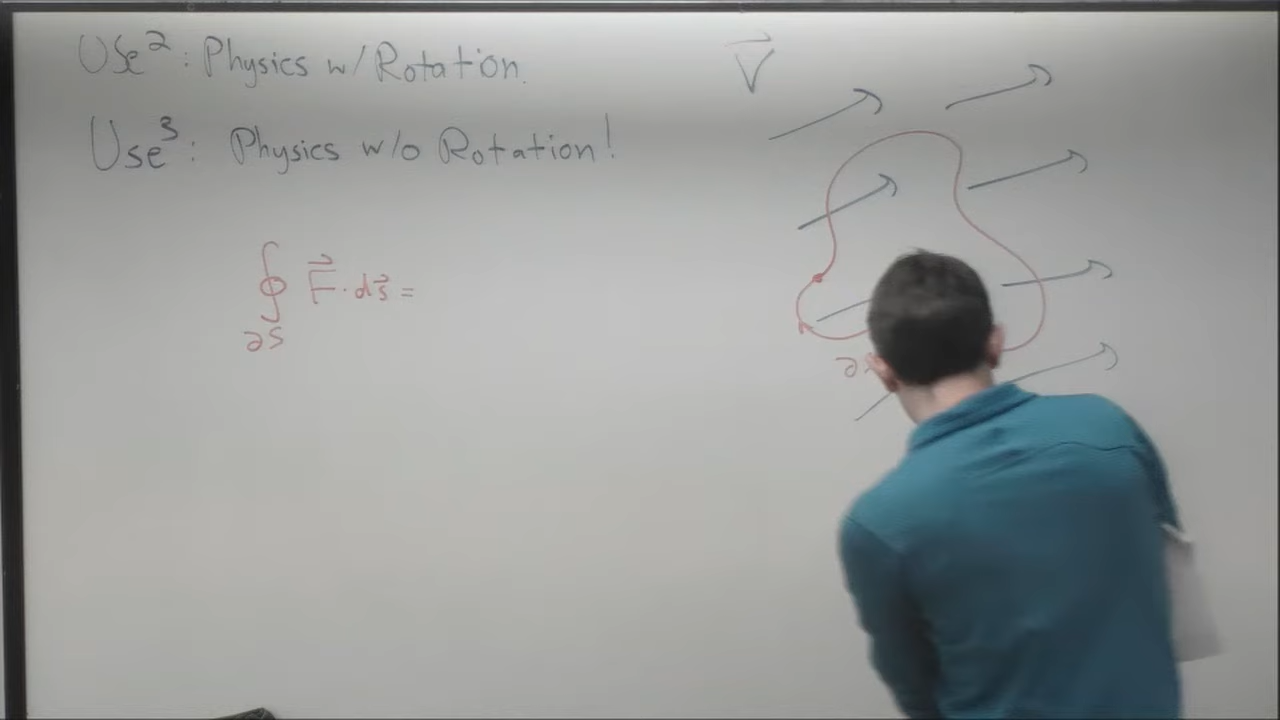 Use²: Physics w/ Rotation.
Use³: Physics w/o Rotation!
V⃗
∮ F⃗ · ds⃗ =
∂S
∂